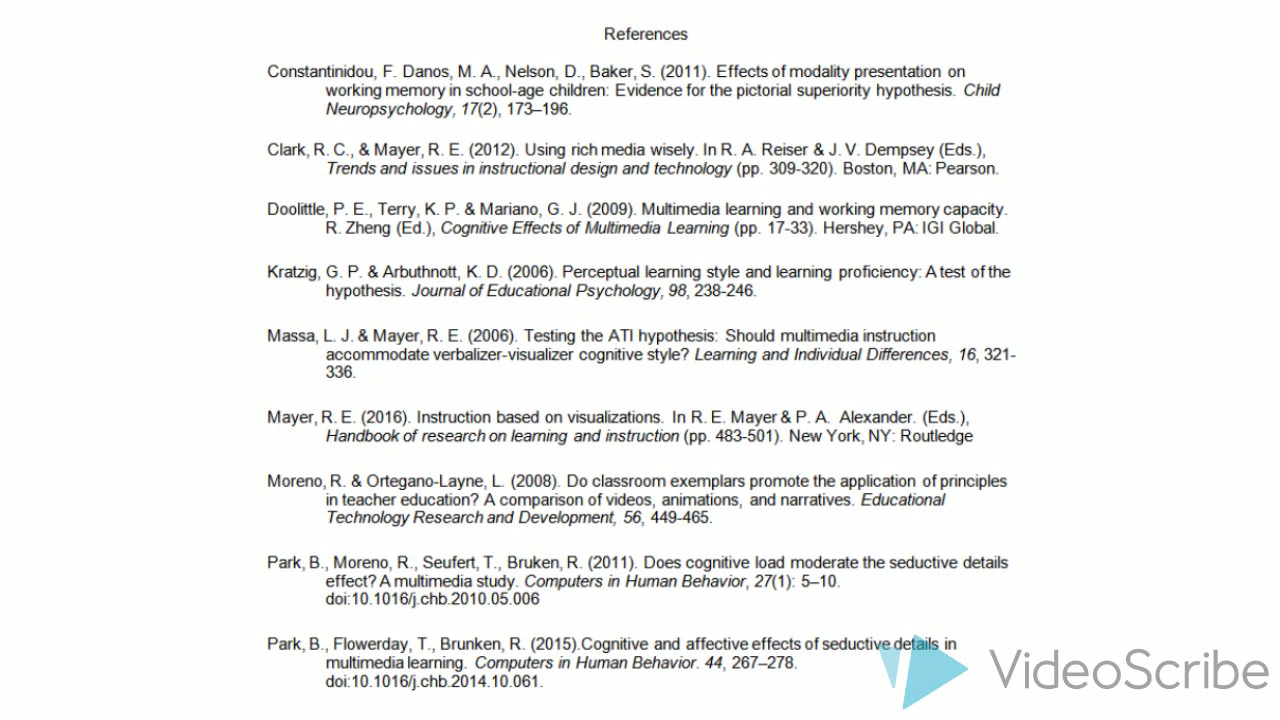 References
Constantinidou, F. Danos, M. A., Nelson, D., Baker, S. (2011). Effects of modality presentation on
working memory in school-age children: Evidence for the pictorial superiority hypothesis. Child
Neuropsychology, 17(2), 173–196.
Clark, R. C., & Mayer, R. E. (2012). Using rich media wisely. In R. A. Reiser & J. V. Dempsey (Eds.),
Trends and issues in instructional design and technology (pp. 309-320). Boston, MA: Pearson.
Doolittle, P. E., Terry, K. P. & Mariano, G. J. (2009). Multimedia learning and working memory capacity.
R. Zheng (Ed.), Cognitive Effects of Multimedia Learning (pp. 17-33). Hershey, PA: IGI Global.
Kratzig, G. P. & Arbuthnott, K. D. (2006). Perceptual learning style and learning proficiency: A test of the
hypothesis. Journal of Educational Psychology, 98, 238-246.
Massa, L. J. & Mayer, R. E. (2006). Testing the ATI hypothesis: Should multimedia instruction
accommodate verbalizer-visualizer cognitive style? Learning and Individual Differences, 16, 321-
336.
Mayer, R. E. (2016). Instruction based on visualizations. In R. E. Mayer & P. A. Alexander. (Eds.),
Handbook of research on learning and instruction (pp. 483-501). New York, NY: Routledge
Moreno, R. & Ortegano-Layne, L. (2008). Do classroom exemplars promote the application of principles
in teacher education? A comparison of videos, animations, and narratives. Educational
Technology Research and Development, 56, 449-465.
Park, B., Moreno, R., Seufert, T., Bruken, R. (2011). Does cognitive load moderate the seductive details
effect? A multimedia study. Computers in Human Behavior, 27(1): 5–10.
doi:10.1016/j.chb.2010.05.006
Park, B., Flowerday, T., Brunken, R. (2015).Cognitive and affective effects of seductive details in
multimedia learning. Computers in Human Behavior. 44, 267–278.
doi:10.1016/j.chb.2014.10.061.
VideoScribe